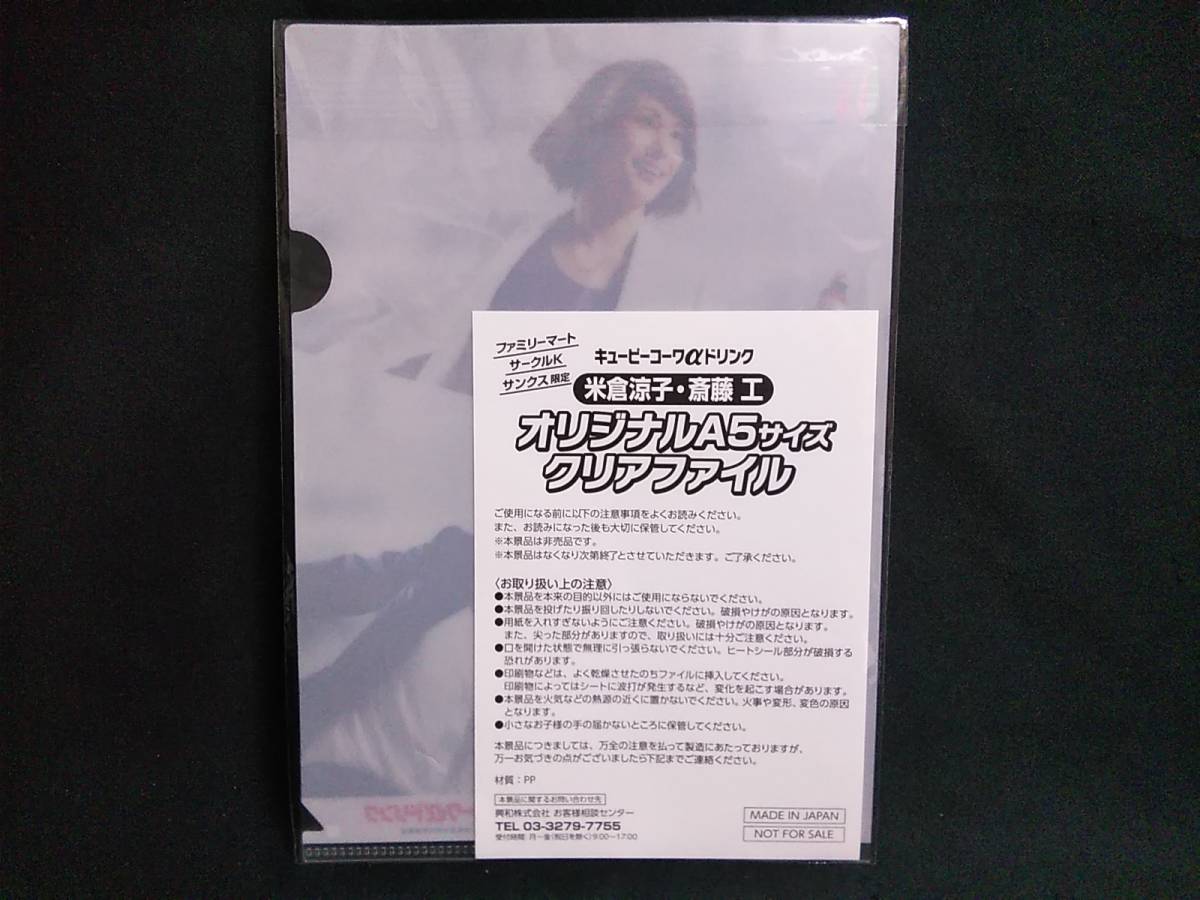 ファミリーマート
サークルK
サンクス限定
キューピーコーワαドリンク
米倉涼子・斎藤 工
オリジナルA5サイズ
クリアファイル
ご使用になる前に以下の注意事項をよくお読みください。
また、お読みになった後も大切に保管してください。
※本景品は非売品です。
※本景品はなくなり次第終了とさせていただきます。ご了承ください。
〈お取り扱い上の注意〉
●本景品を本来の目的以外にはご使用にならないでください。
●本景品を投げたり振り回したりしないでください。破損やけがの原因となります。
●用紙を入れすぎないようにご注意ください。破損やけがの原因となります。
また、尖った部分がありますので、取り扱いには十分ご注意ください。
●口を開けた状態で無理に引っ張らないでください。ヒートシール部分が破損する
恐れがあります。
●印刷物などは、よく乾燥させたのちファイルに挿入してください。
印刷物によってはシートに波打が発生するなど、変化を起こす場合があります。
●本景品を火気などの熱源の近くに置かないでください。火事や変形、変色の原因
となります。
●小さなお子様の手の届かないところに保管してください。
本景品につきましては、万全の注意を払って製造にあたっておりますが、
万一お気づきの点がございましたら下記までご連絡ください。
材質：PP
本景品に関するお問い合わせ先
興和株式会社 お客様相談センター
TEL 03-3279-7755
受付時間：月〜金(祝日を除く)9:00〜17:00
MADE IN JAPAN
NOT FOR SALE
ーワαドリンク